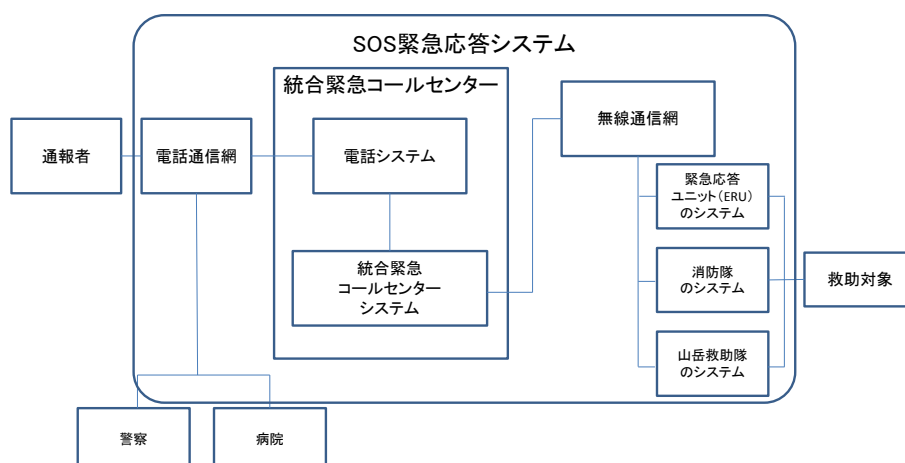 SOS緊急応答システム
統合緊急コールセンター
通報者
電話通信網
電話システム
無線通信網
緊急応答
ユニット(ERU)
のシステム
統合緊急
コールセンター
システム
消防隊
のシステム
救助対象
山岳救助隊
のシステム
警察
病院